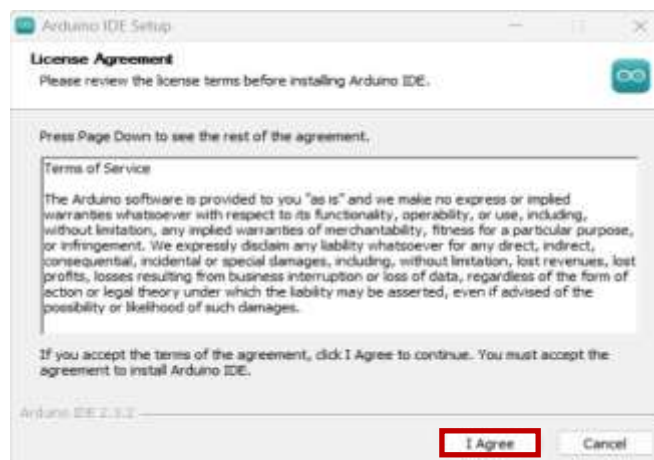 Arduino IDE Setup
License Agreement
Please review the license terms before installing Arduino IDE.
Press Page Down to see the rest of the agreement.
Terms of Service
The Arduino software is provided to you "as is" and we make no express or implied
warranties whatsoever with respect to its functionality, operability, or use, including,
without limitation, any implied warranties of merchantability, fitness for a particular purpose,
or infringement. We expressly disclaim any liability whatsoever for any direct, indirect,
consequential, incidental or special damages, including, without limitation, lost revenues, lost
profits, losses resulting from business interruption or loss of data, regardless of the form of
action or legal theory under which the liability may be asserted, even if advised of the
possibility or likelihood of such damages.
If you accept the terms of the agreement, click I Agree to continue. You must accept the
agreement to install Arduino IDE.
Arduino IDE 2.3.2
I Agree
Cancel